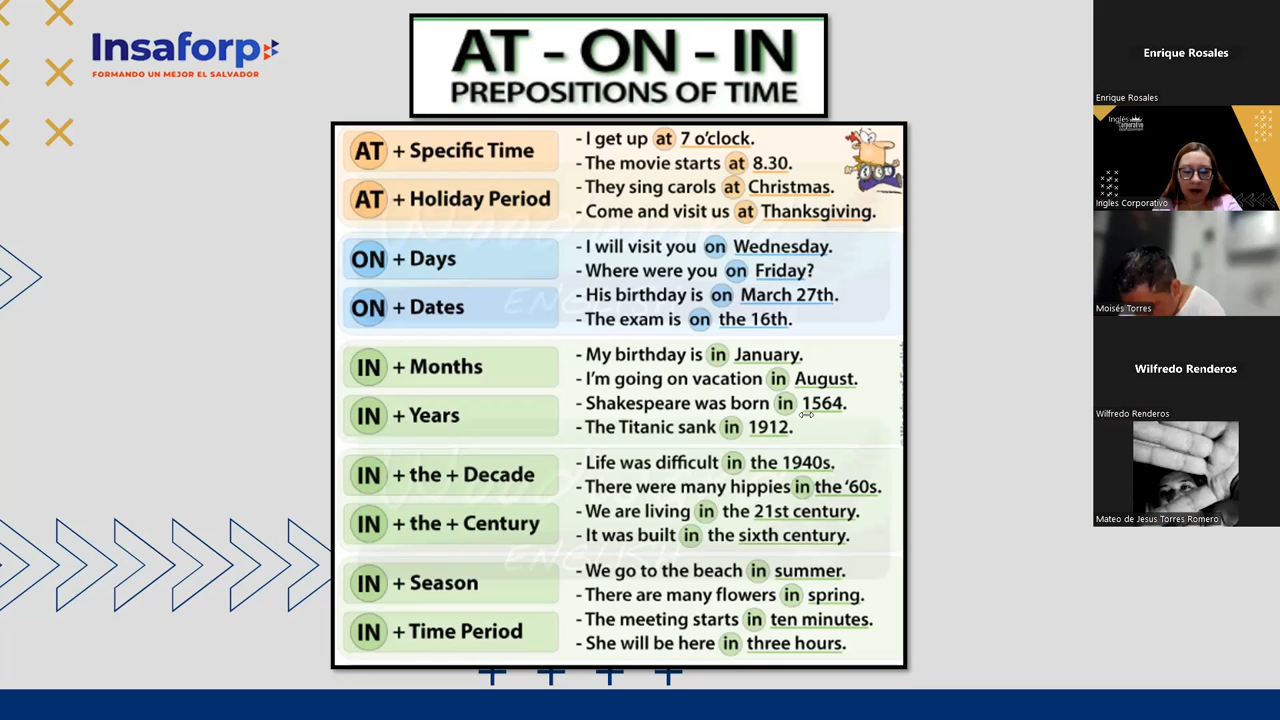 Insaforp
FORMANDO UN MEJOR EL SALVADOR
AT - ON - IN
PREPOSITIONS OF TIME
AT + Specific Time
- I get up at 7 o'clock.
- The movie starts at 8.30.
AT + Holiday Period
- They sing carols at Christmas.
- Come and visit us at Thanksgiving.
ON + Days
- I will visit you on Wednesday.
- Where were you on Friday?
ON + Dates
- His birthday is on March 27th.
- The exam is on the 16th.
IN + Months
- My birthday is in January.
- I'm going on vacation in August.
IN + Years
- Shakespeare was born in 1564.
- The Titanic sank in 1912.
IN + the + Decade
- Life was difficult in the 1940s.
- There were many hippies in the '60s.
IN + the + Century
- We are living in the 21st century.
- It was built in the sixth century.
IN + Season
- We go to the beach in summer.
- There are many flowers in spring.
IN + Time Period
- The meeting starts in ten minutes.
- She will be here in three hours.
ENGLISH
Enrique Rosales
Enrique Rosales
Inglés
Corporativo
Ingles Corporativo
Moisés Torres
Wilfredo Renderos
Wilfredo Renderos
Mateo de Jesus Torres Romero